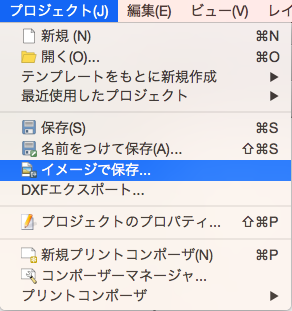 プロジェクト(J) 編集(E) ビュー(V) レイ
新規 (N) ⌘N
開く(O)... ⌘O
テンプレートをもとに新規作成 ▶
最近使用したプロジェクト ▶
保存(S) ⌘S
名前をつけて保存(A)... ⇧⌘S
イメージで保存...
DXFエクスポート...
プロジェクトのプロパティ... ⇧⌘P
新規プリントコンポーザ(N) ⌘P
コンポーザーマネージャ...
プリントコンポーザ ▶